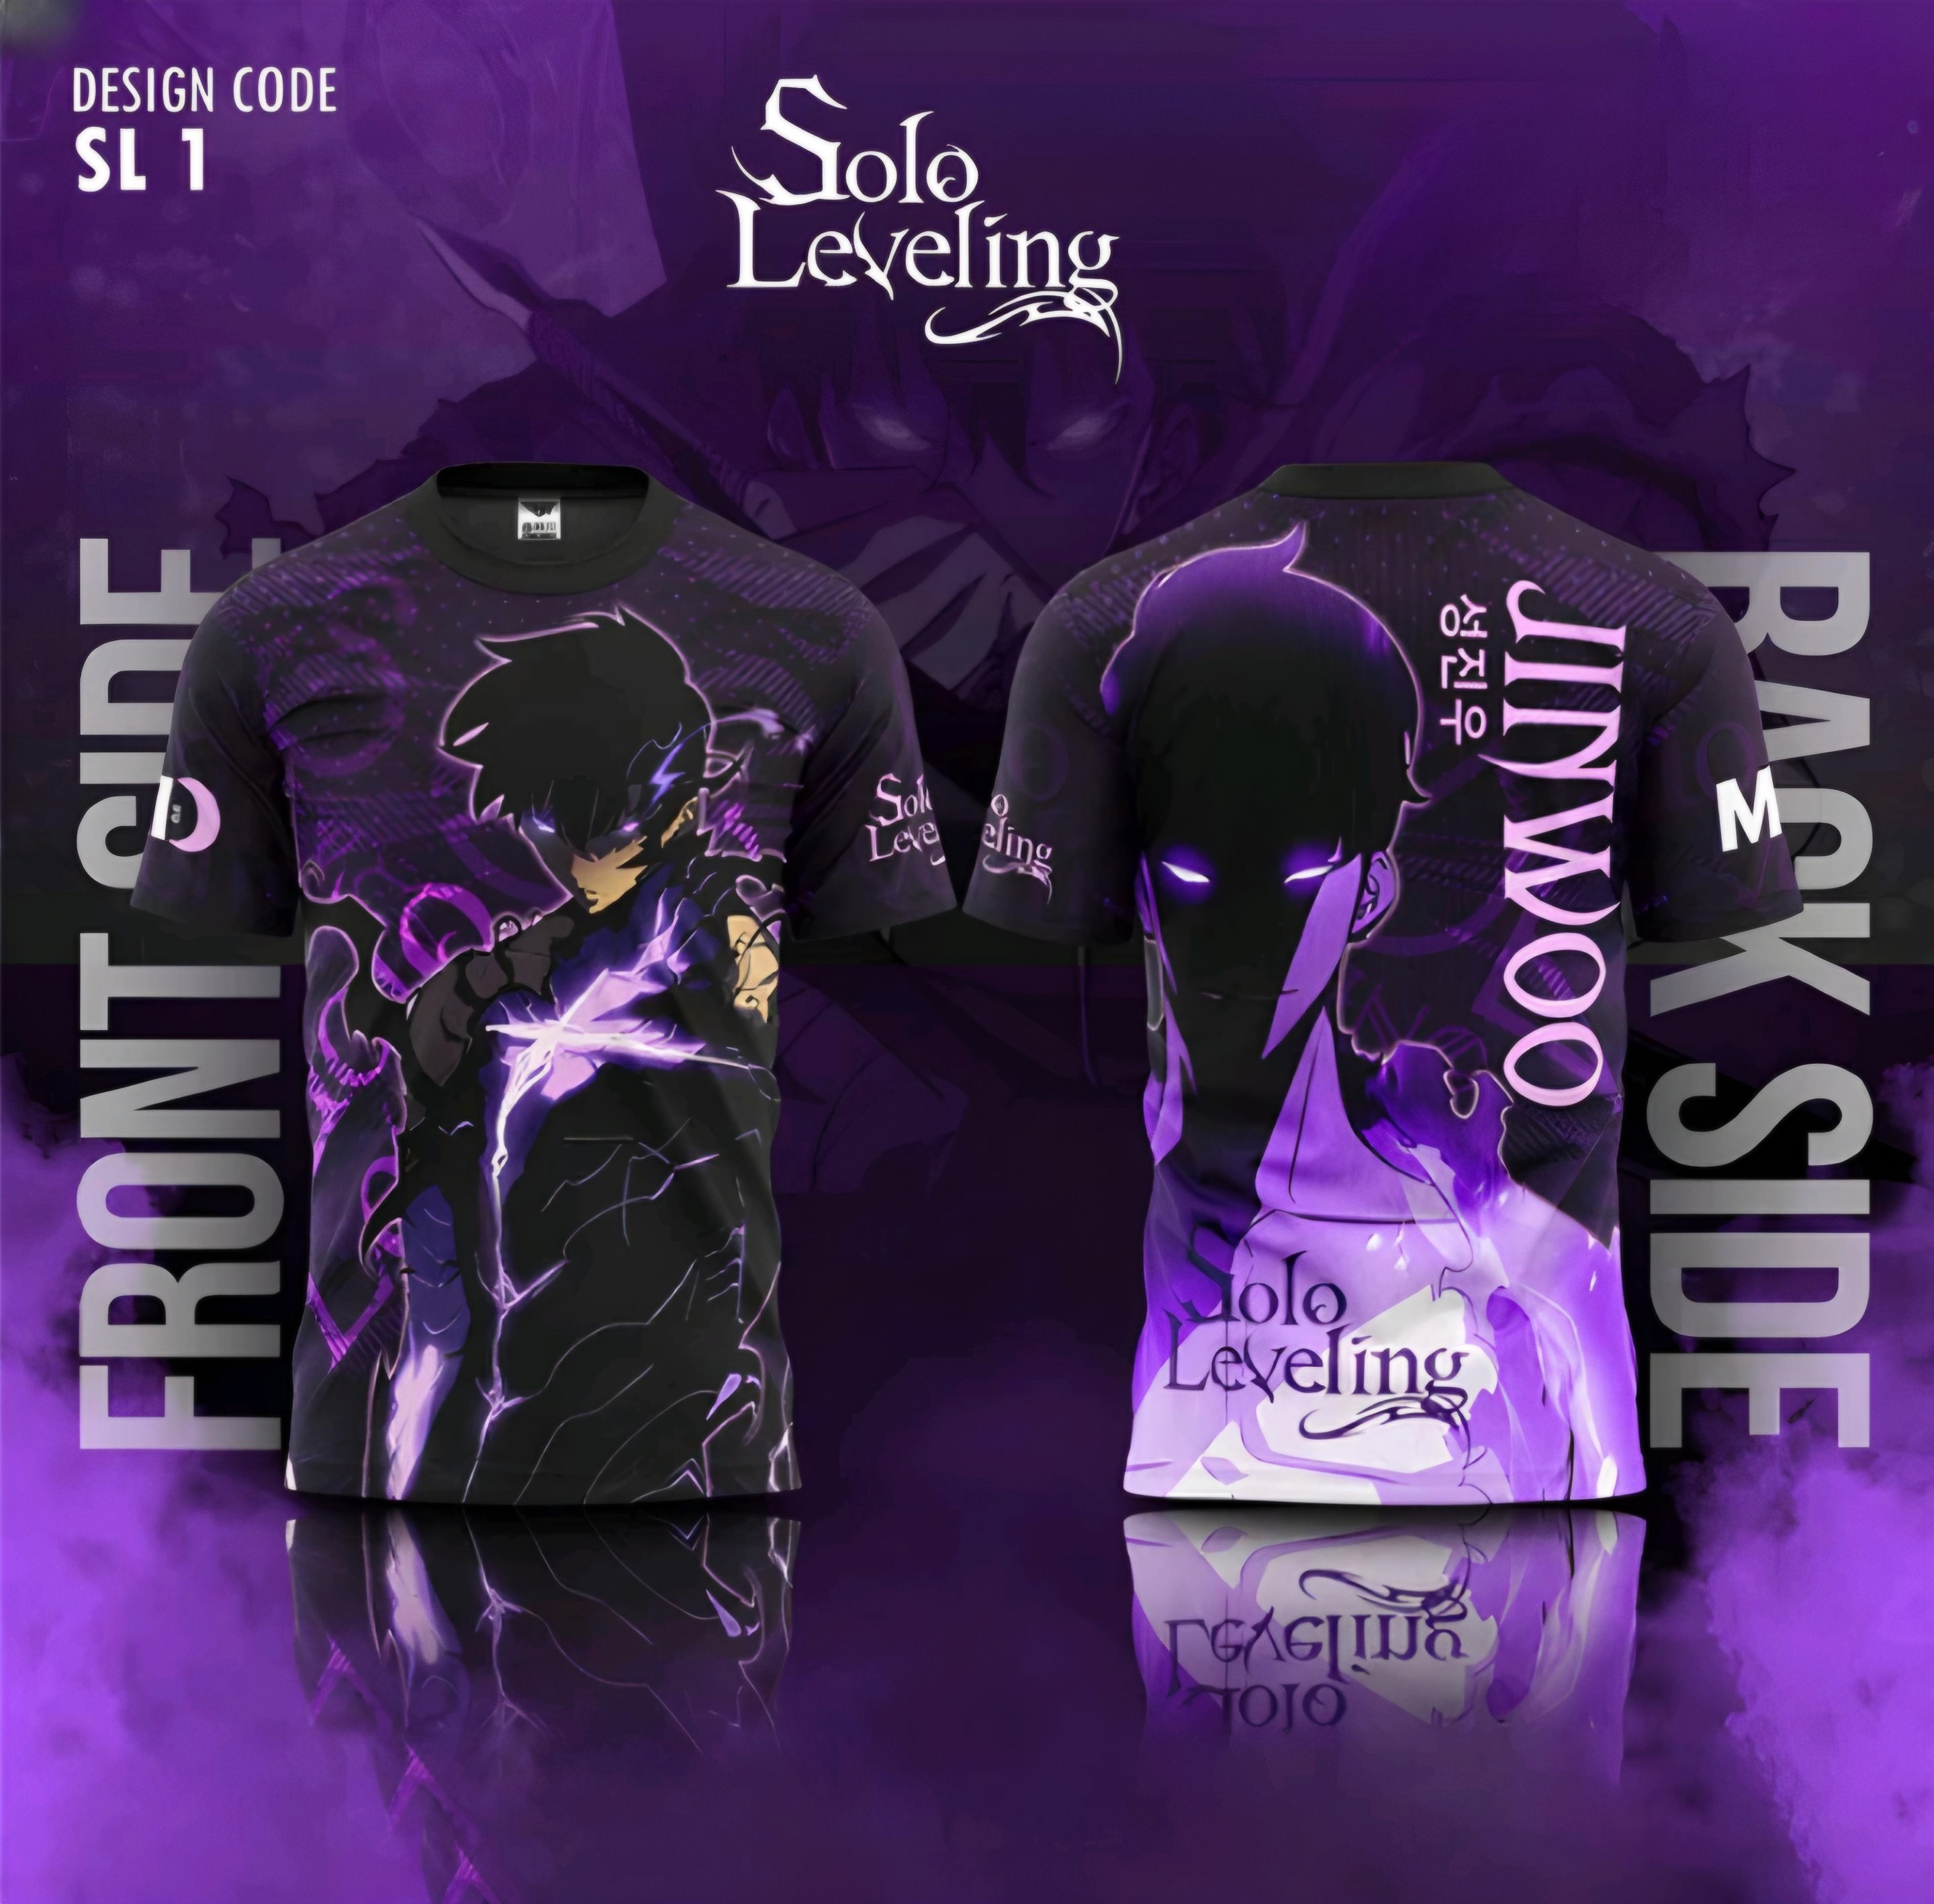 DESIGN CODE
SL 1
Solo
Leveling
FRONT SIDE
Solo
Leveling
BACK SIDE
성진우
JINWOO
M
Solo
Leveling